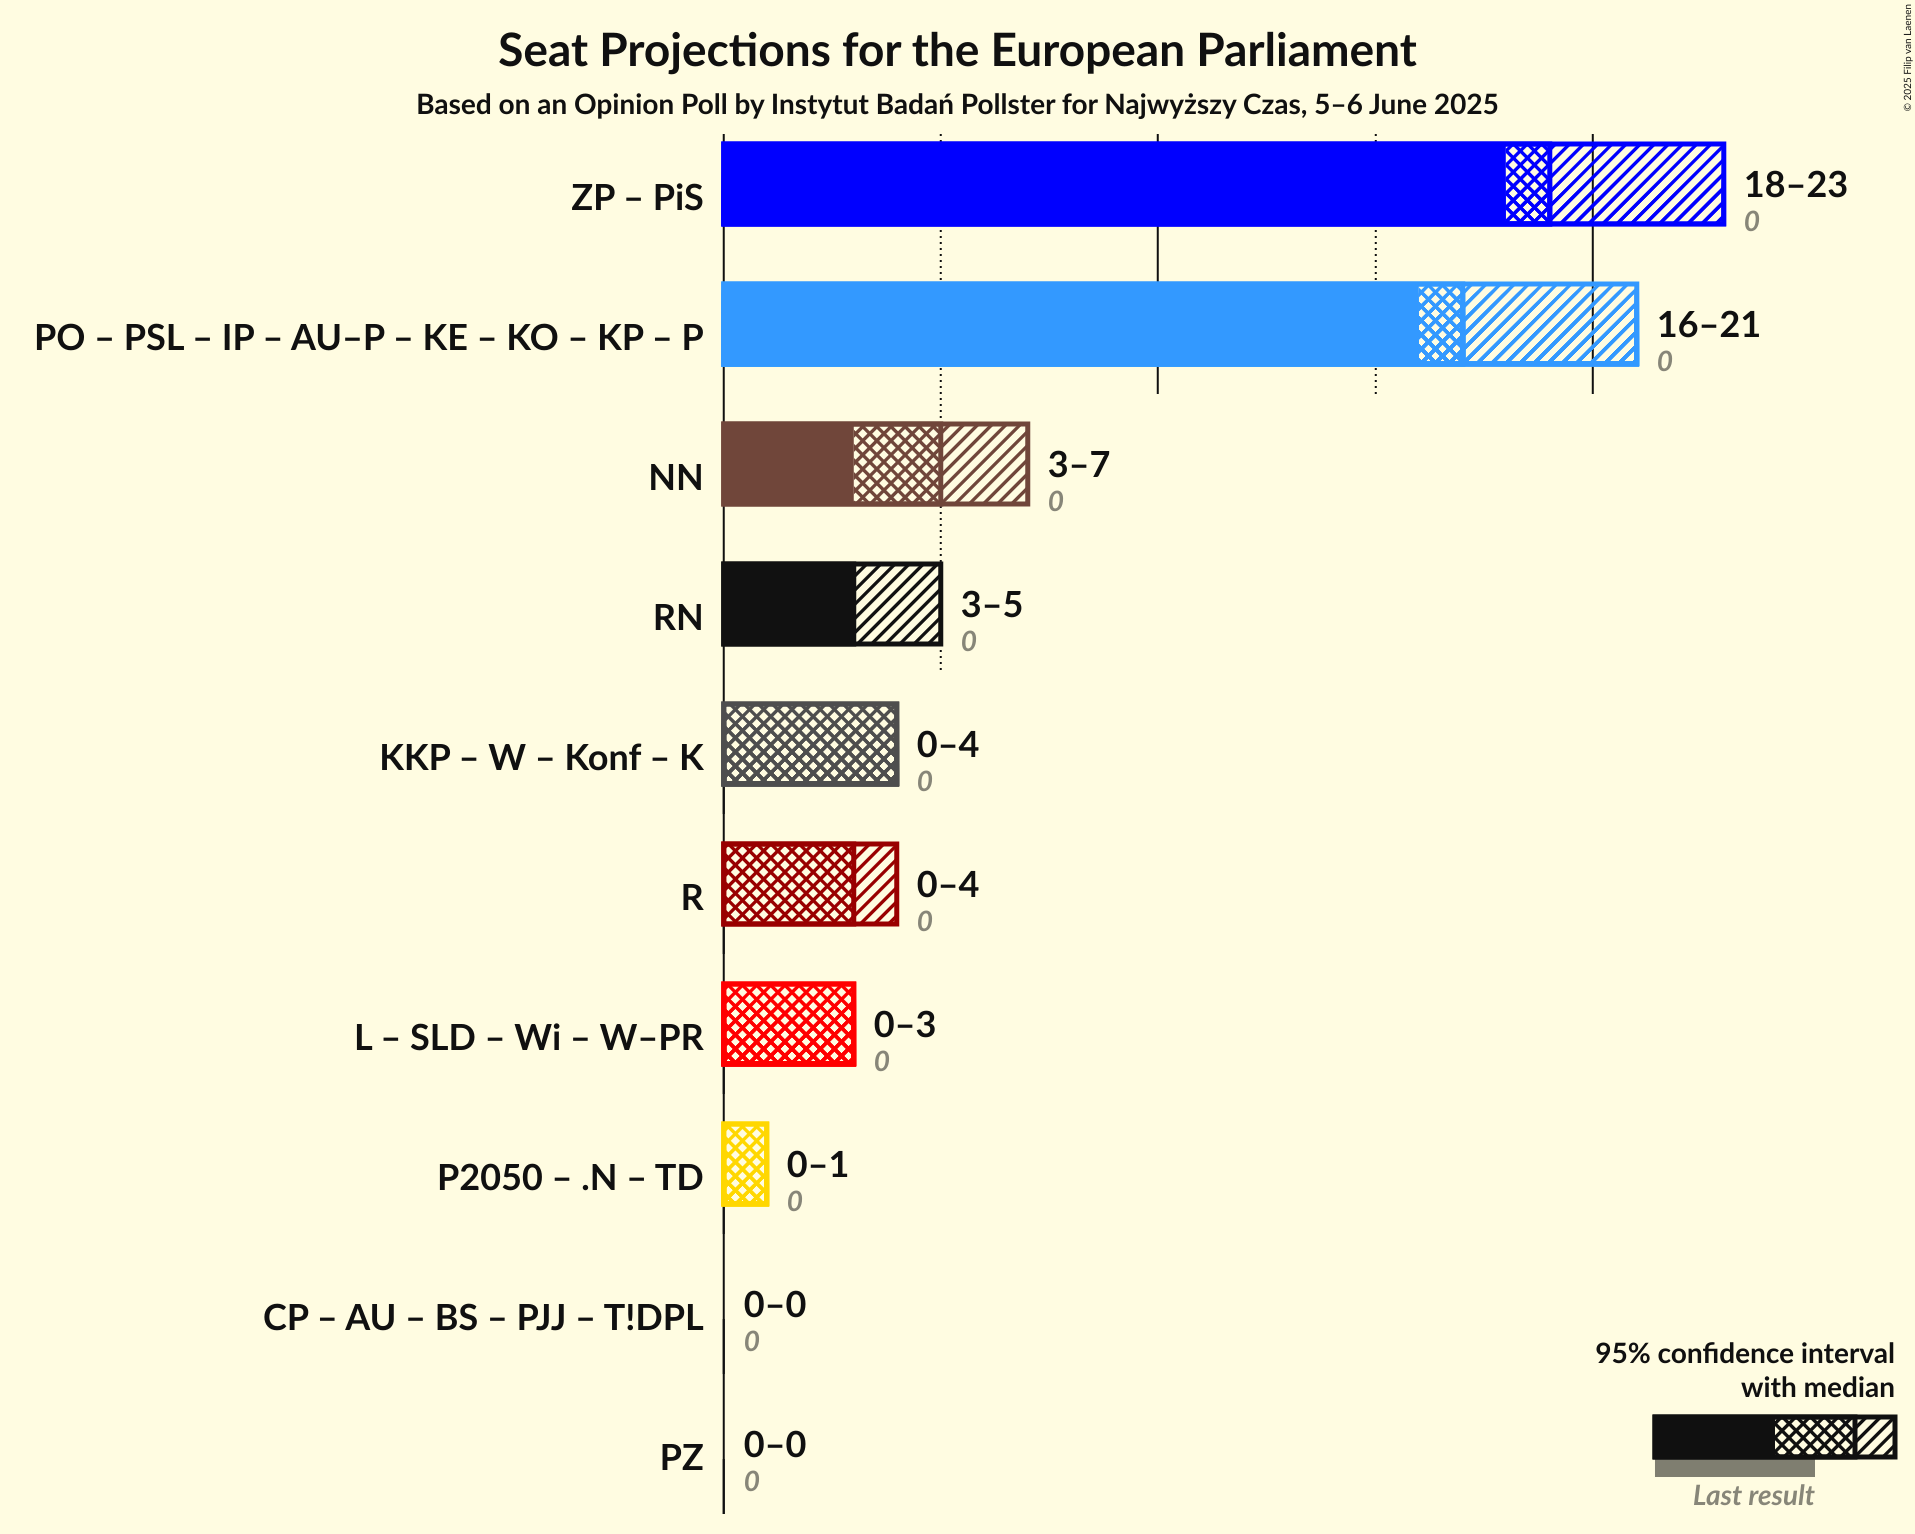 Seat Projections for the European Parliament
Based on an Opinion Poll by Instytut Badań Pollster for Najwyższy Czas, 5–6 June 2025
© 2025 Filip van Laenen
ZP – PiS
18–23
0
PO – PSL – IP – AU–P – KE – KO – KP – P
16–21
0
NN
3–7
0
RN
3–5
0
KKP – W – Konf – K
0–4
0
R
0–4
0
L – SLD – Wi – W–PR
0–3
0
P2050 – .N – TD
0–1
0
CP – AU – BS – PJJ – T!DPL
0–0
0
PZ
0–0
0
95% confidence interval
with median
Last result